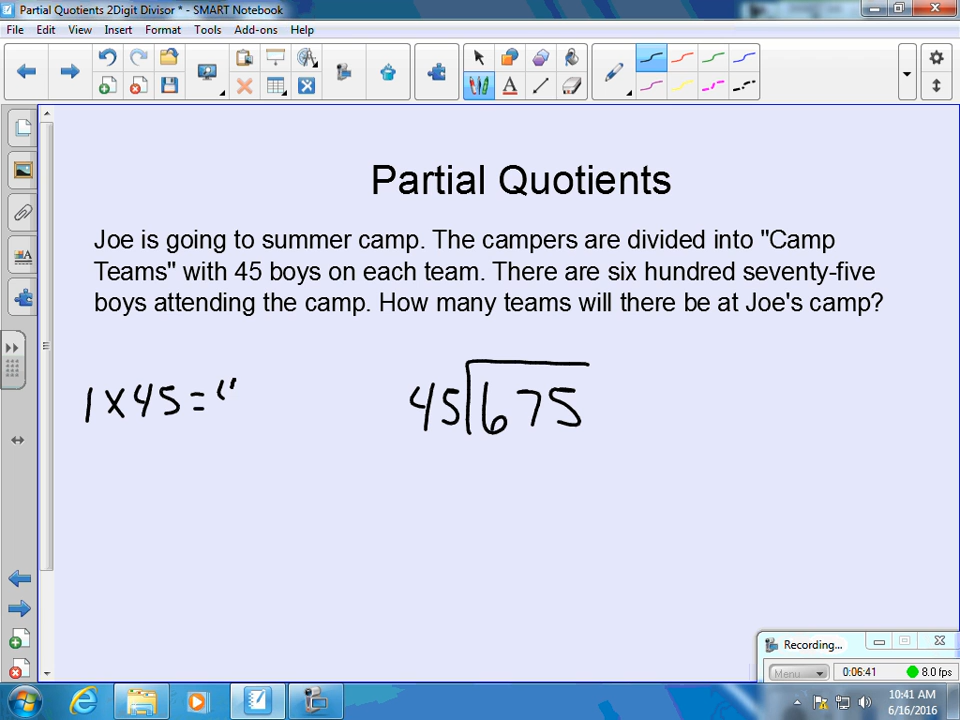 Partial Quotients 2Digit Divisor * - SMART Notebook
File Edit View Insert Format Tools Add-ons Help
Partial Quotients
Joe is going to summer camp. The campers are divided into "Camp
Teams" with 45 boys on each team. There are six hundred seventy-five
boys attending the camp. How many teams will there be at Joe's camp?
1 x 45 =
45 675
Recording...
Menu 0:06:41 8.0 fps
10:41 AM
6/16/2016